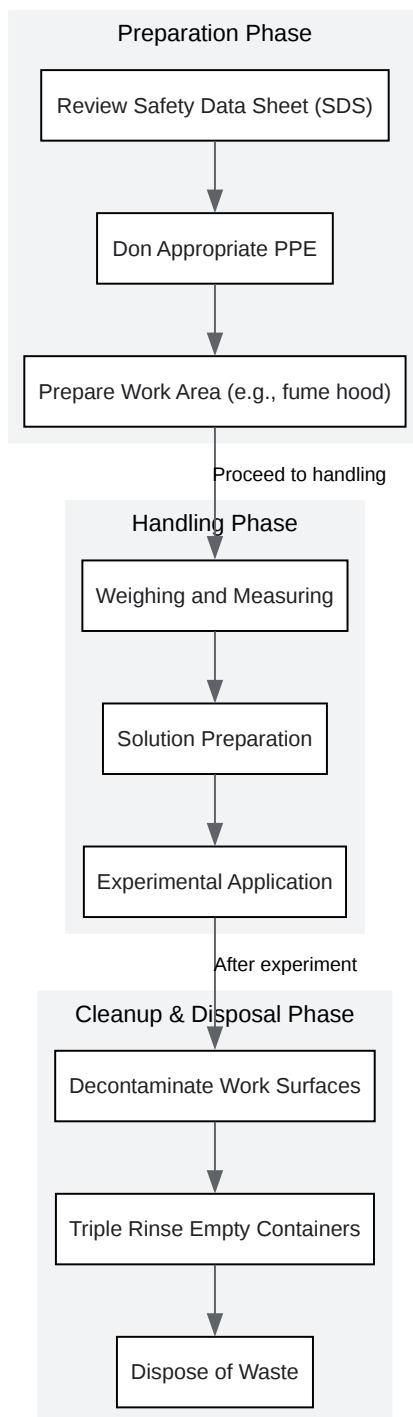 Preparation Phase
Review Safety Data Sheet (SDS)
Don Appropriate PPE
Prepare Work Area (e.g., fume hood)
Proceed to handling
Handling Phase
Weighing and Measuring
Solution Preparation
Experimental Application
After experiment
Cleanup & Disposal Phase
Decontaminate Work Surfaces
Triple Rinse Empty Containers
Dispose of Waste